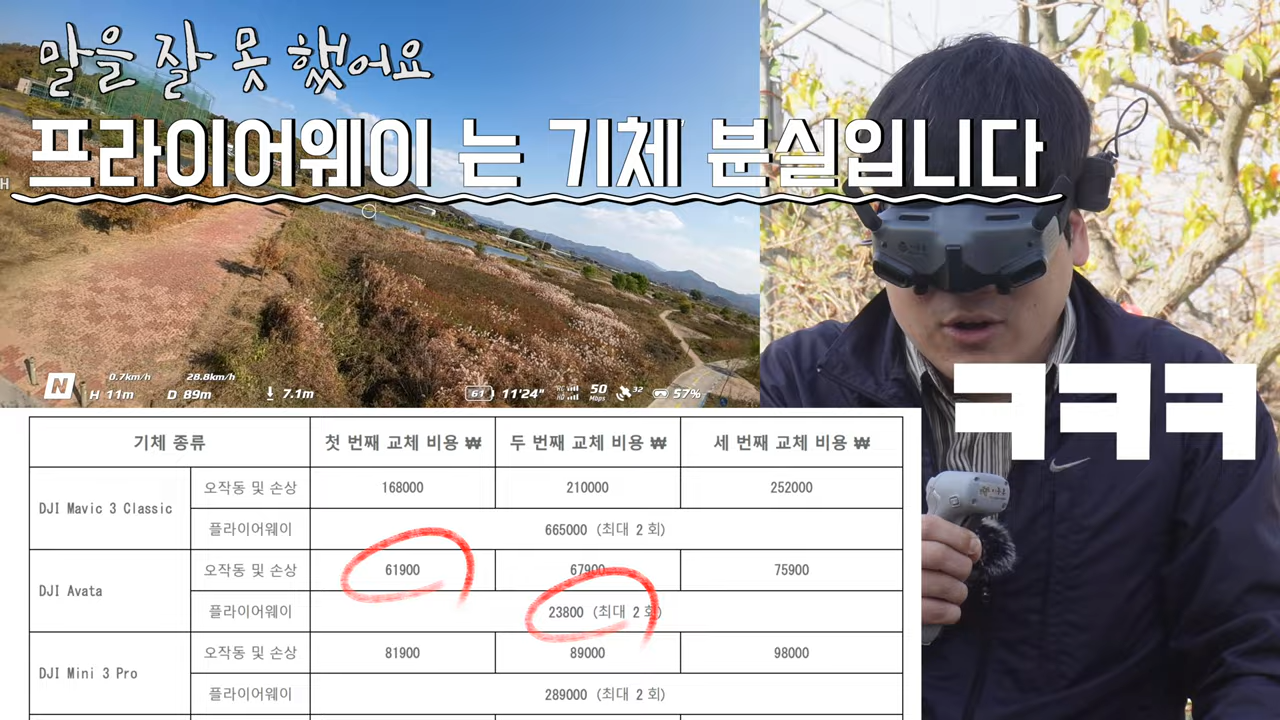 말을 잘 못 했어요
프라이어웨이 는 기체 분실입니다
H
N
0.7km/h 28.8km/h
H 11m D 89m 7.1m 61 11'24" 50 Mbps 32 57%
ㅋㅋㅋ
기체 종류 첫 번째 교체 비용 ₩ 두 번째 교체 비용 ₩ 세 번째 교체 비용 ₩
DJI Mavic 3 Classic
오작동 및 손상 168000 210000 252000
플라이어웨이 665000 (최대 2 회)
DJI Avata
오작동 및 손상 61900 67900 75900
플라이어웨이 23800 (최대 2 회)
DJI Mini 3 Pro
오작동 및 손상 81900 89000 98000
플라이어웨이 289000 (최대 2 회)